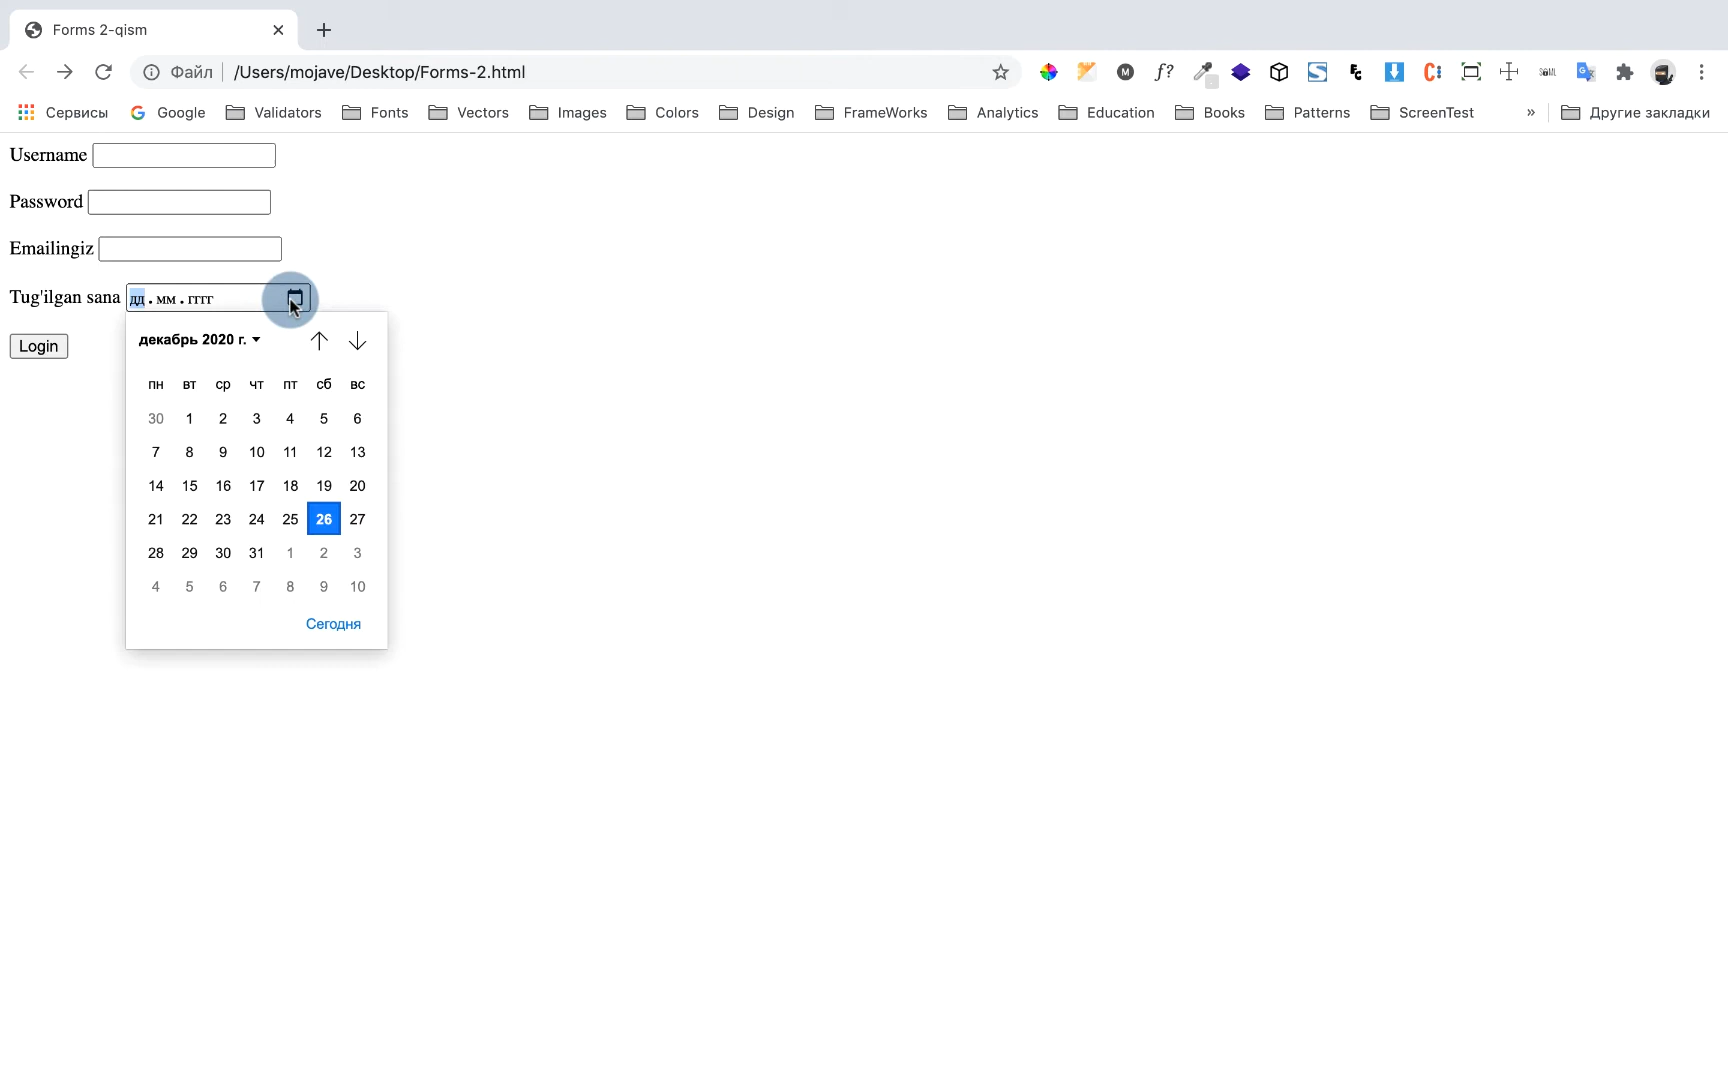 Forms 2-qism
Файл /Users/mojave/Desktop/Forms-2.html
Сервисы Google Validators Fonts Vectors Images Colors Design FrameWorks Analytics Education Books Patterns ScreenTest » Другие закладки
Username
Password
Emailingiz
Tug'ilgan sana дд.мм.гггг
Login
декабрь 2020 г.
пн вт ср чт пт сб вс
30 1 2 3 4 5 6
7 8 9 10 11 12 13
14 15 16 17 18 19 20
21 22 23 24 25 26 27
28 29 30 31 1 2 3
4 5 6 7 8 9 10
Сегодня